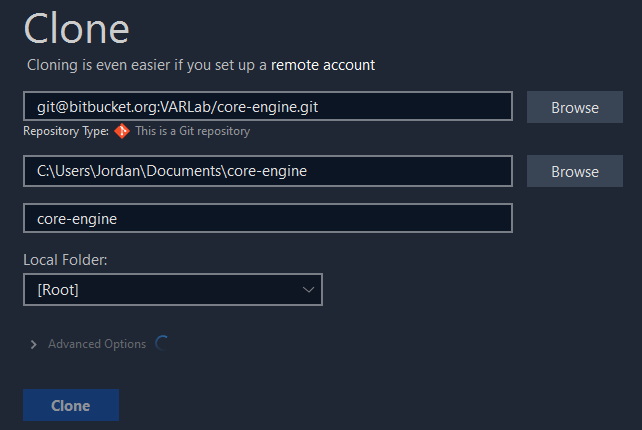 Clone
Cloning is even easier if you set up a remote account
git@bitbucket.org:VARLab/core-engine.git
Browse
Repository Type: This is a Git repository
C:\Users\Jordan\Documents\core-engine
Browse
core-engine
Local Folder:
[Root]
Advanced Options
Clone